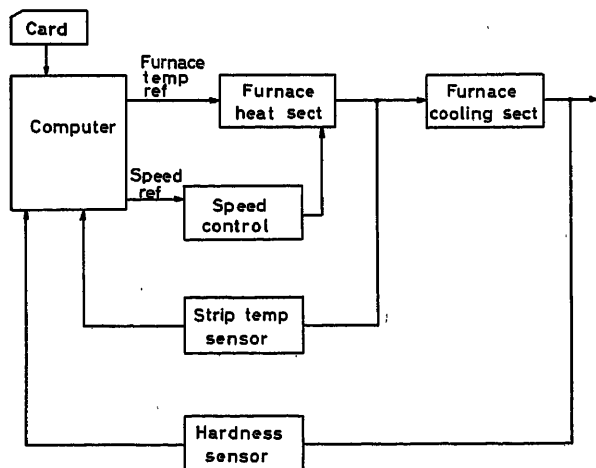 Card
Furnace
temp
ref
Furnace
heat sect
Furnace
cooling sect
Computer
Speed
ref
Speed
control
Strip temp
sensor
Hardness
sensor